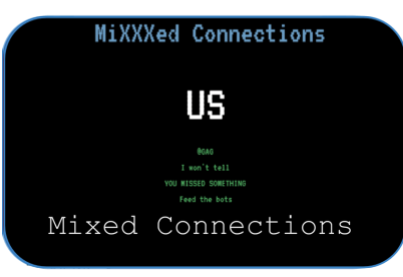 MiXXXed Connections
US
@GAG
I won't tell
YOU MISSED SOMETHING
Feed the bots
Mixed Connections